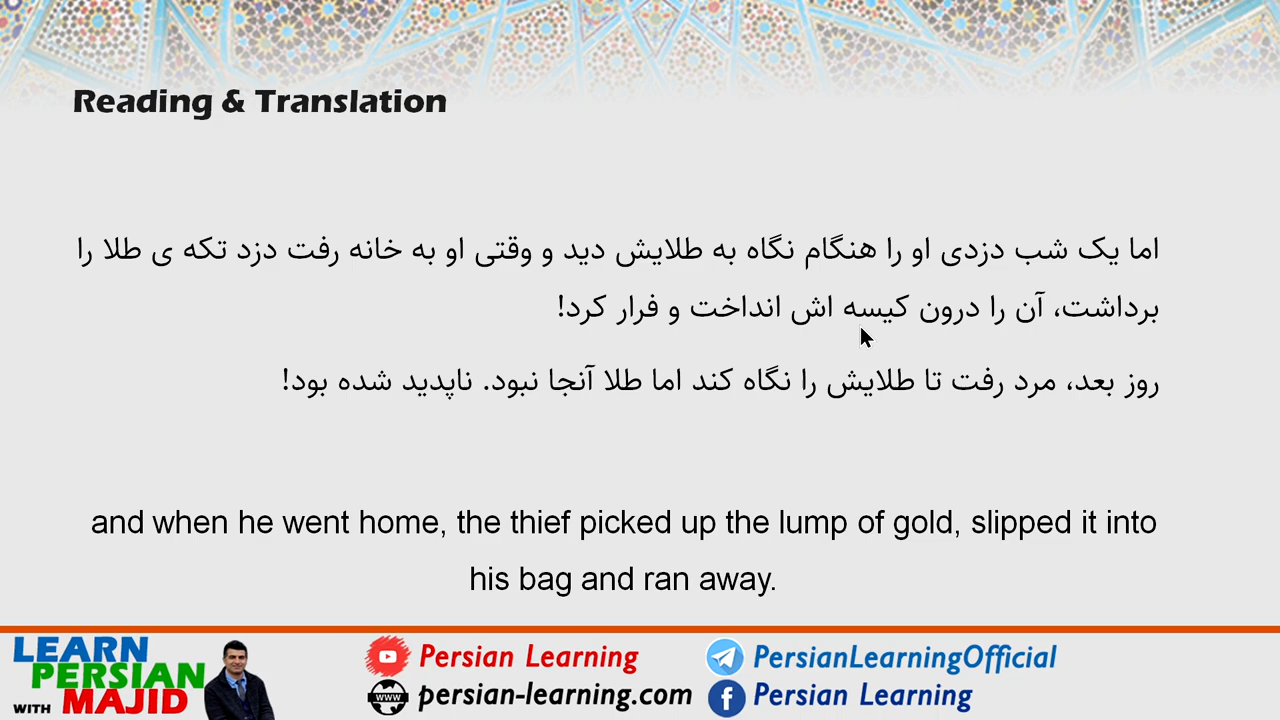 Reading & Translation
اما یک شب دزدی او را هنگام نگاه به طلایش دید و وقتی او به خانه رفت دزد تکه ی طلا را
برداشت، آن را درون کیسه اش انداخت و فرار کرد!
روز بعد، مرد رفت تا طلایش را نگاه کند اما طلا آنجا نبود. ناپدید شده بود!
and when he went home, the thief picked up the lump of gold, slipped it into
his bag and ran away.
LEARN
PERSIAN
WITH MAJID
Persian Learning
PersianLearningOfficial
WWW
persian-learning.com
Persian Learning